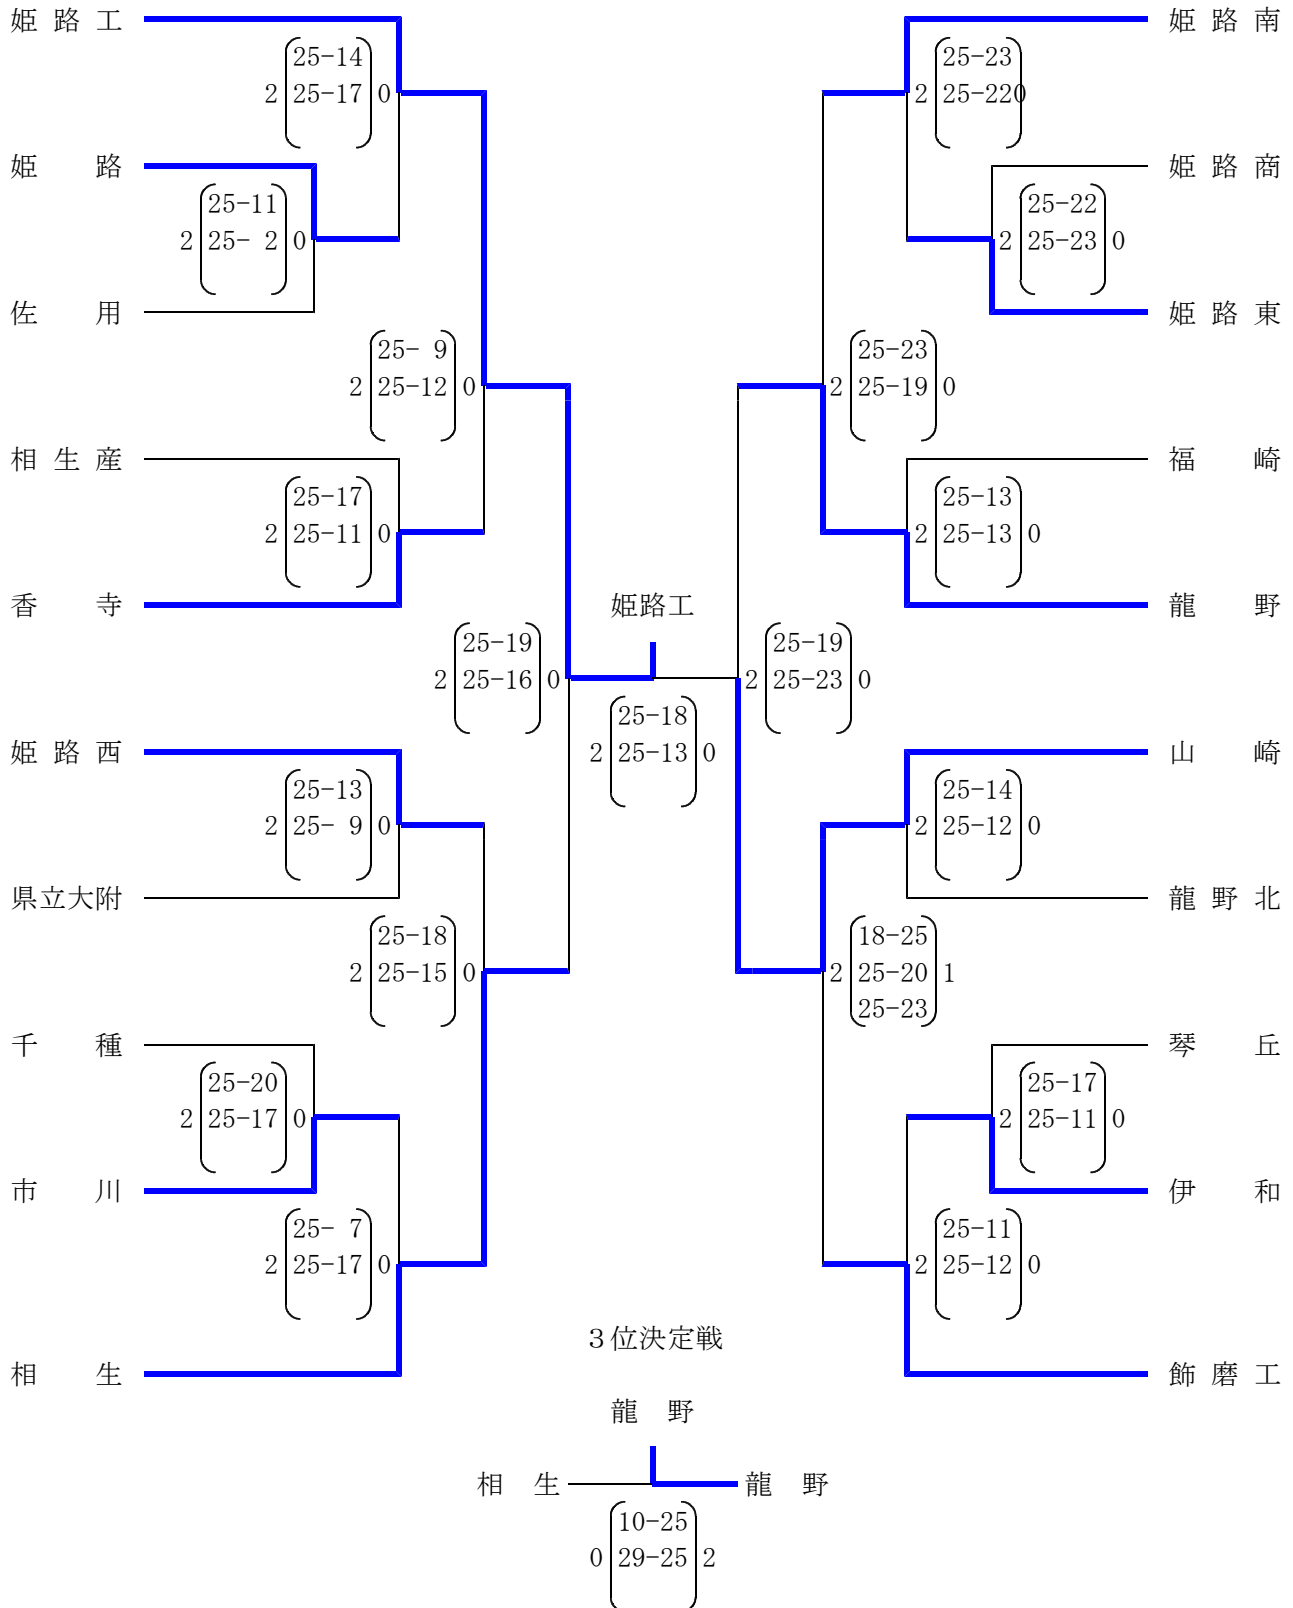 姫路工 姫路南
25-14 25-23
2 25-17 0 2 25-220
姫路 姫路商
25-11 25-22
2 25- 2 0 2 25-23 0
佐用 姫路東
25- 9 25-23
2 25-12 0 2 25-19 0
相生産 福崎
25-17 25-13
2 25-11 0 2 25-13 0
香寺 姫路工 龍野
25-19 25-19
2 25-16 0 2 25-23 0
25-18
姫路西 2 25-13 0 山崎
25-13 25-14
2 25- 9 0 2 25-12 0
県立大附 龍野北
25-18 18-25
2 25-15 0 2 25-20 1
25-23
千種 琴丘
25-20 25-17
2 25-17 0 2 25-11 0
市川 伊和
25- 7 25-11
2 25-17 0 2 25-12 0
3位決定戦
相生 飾磨工
龍野
相生 龍野
10-25
0 29-25 2